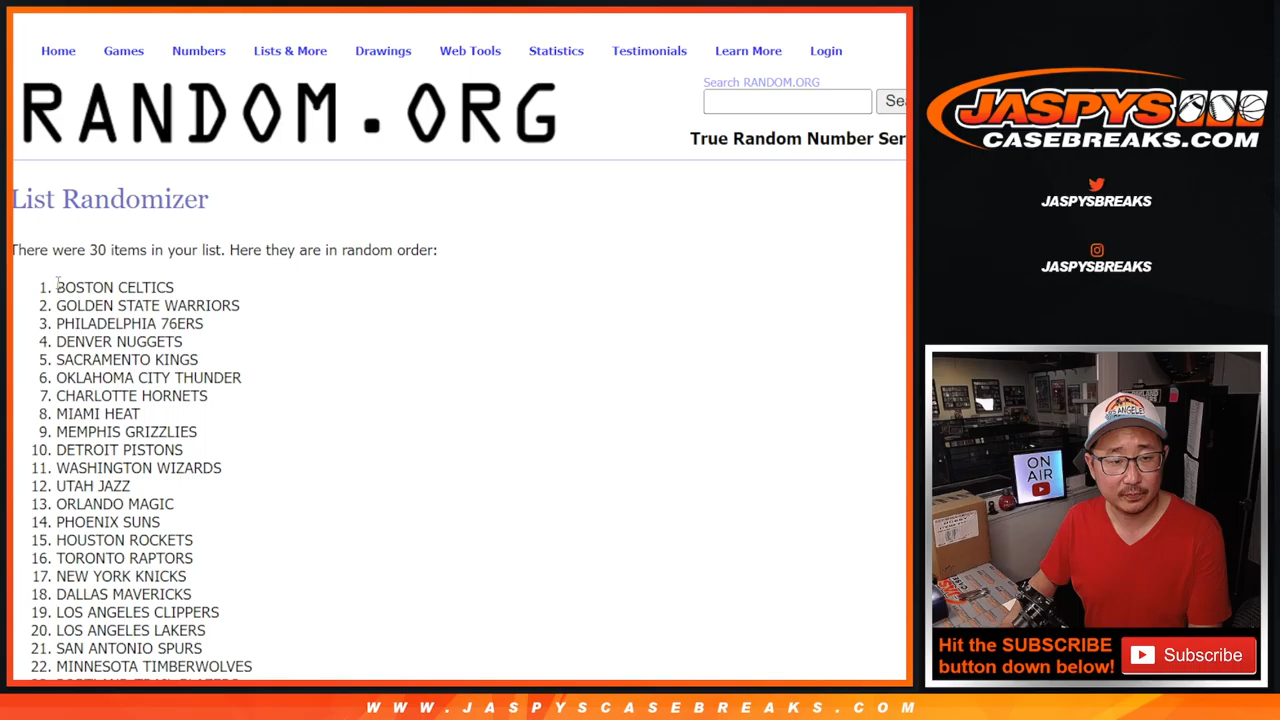 Home Games Numbers Lists & More Drawings Web Tools Statistics Testimonials Learn More Login
RANDOM.ORG
Search RANDOM.ORG
True Random Number Ser
List Randomizer
There were 30 items in your list. Here they are in random order:
1. BOSTON CELTICS
2. GOLDEN STATE WARRIORS
3. PHILADELPHIA 76ERS
4. DENVER NUGGETS
5. SACRAMENTO KINGS
6. OKLAHOMA CITY THUNDER
7. CHARLOTTE HORNETS
8. MIAMI HEAT
9. MEMPHIS GRIZZLIES
10. DETROIT PISTONS
11. WASHINGTON WIZARDS
12. UTAH JAZZ
13. ORLANDO MAGIC
14. PHOENIX SUNS
15. HOUSTON ROCKETS
16. TORONTO RAPTORS
17. NEW YORK KNICKS
18. DALLAS MAVERICKS
19. LOS ANGELES CLIPPERS
20. LOS ANGELES LAKERS
21. SAN ANTONIO SPURS
22. MINNESOTA TIMBERWOLVES
JASPYS
CASEBREAKS.COM
JASPYSBREAKS
JASPYSBREAKS
ON
AIR
Hit the SUBSCRIBE
button down below!
Subscribe
WWW.JASPYSCASEBREAKS.COM